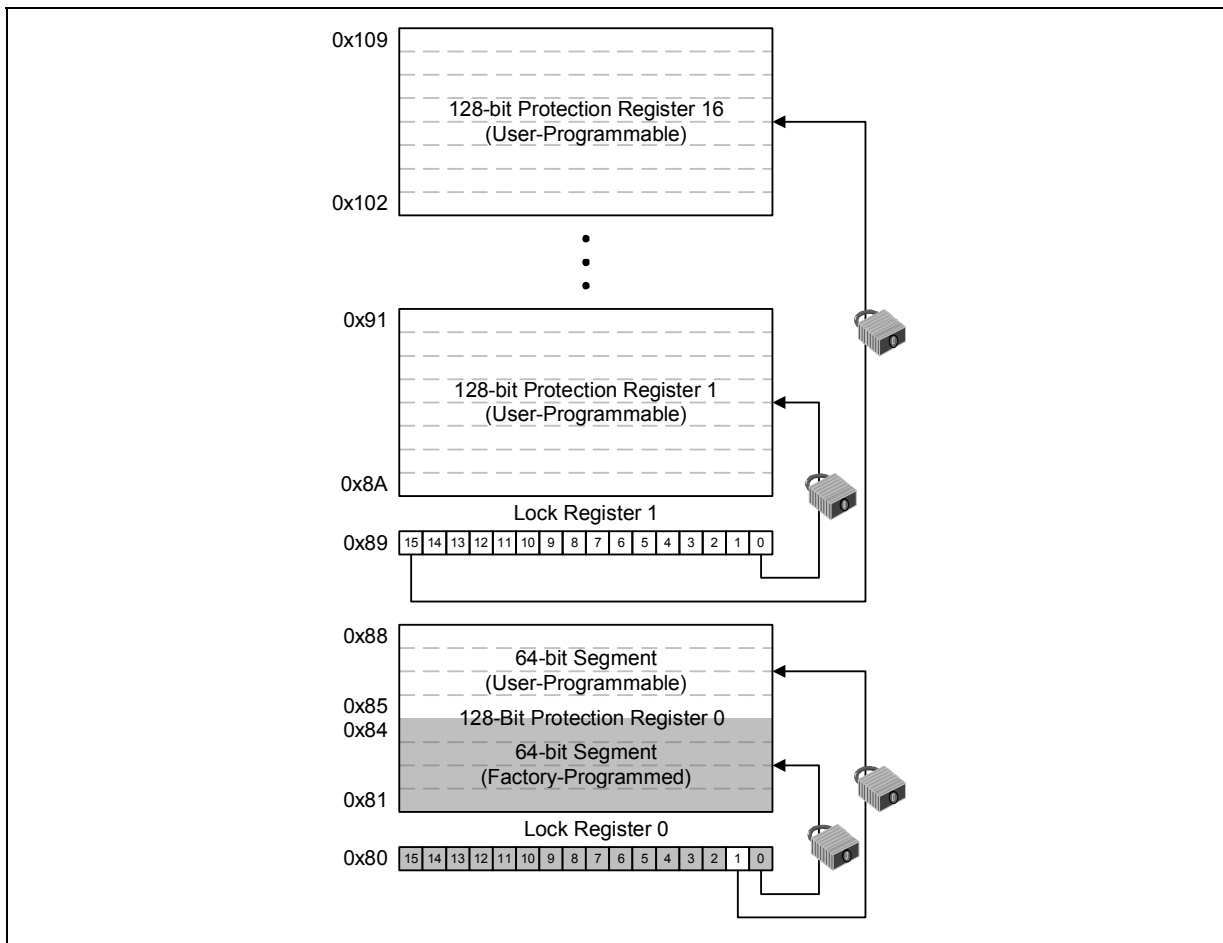 0x109
128-bit Protection Register 16
(User-Programmable)
0x102
0x91
128-bit Protection Register 1
(User-Programmable)
0x8A
Lock Register 1
0x89 15 14 13 12 11 10 9 8 7 6 5 4 3 2 1 0
0x88
64-bit Segment
(User-Programmable)
0x85
128-Bit Protection Register 0
0x84
64-bit Segment
(Factory-Programmed)
0x81
Lock Register 0
0x80 15 14 13 12 11 10 9 8 7 6 5 4 3 2 1 0